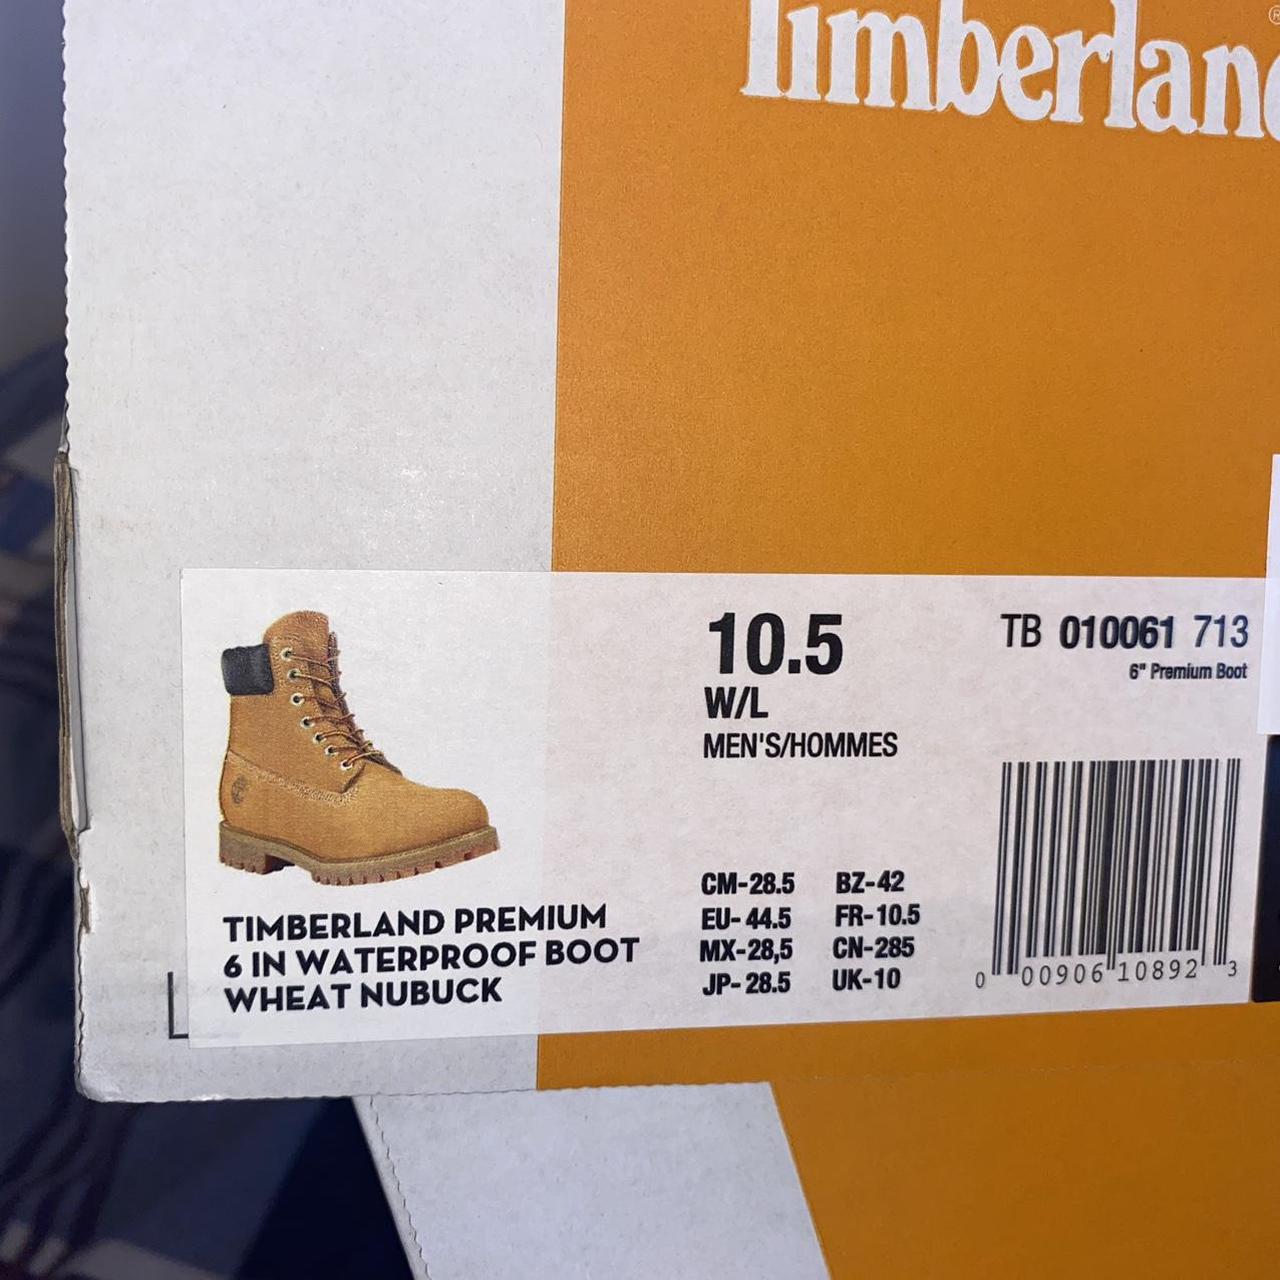 Timberland
®
10.5
W/L
MEN'S/HOMMES
TB 010061 713
6" Premium Boot
CM-28.5 BZ-42
EU-44.5 FR-10.5
MX-28,5 CN-285
JP-28.5 UK-10
TIMBERLAND PREMIUM
6 IN WATERPROOF BOOT
WHEAT NUBUCK
0 00906 10892 3